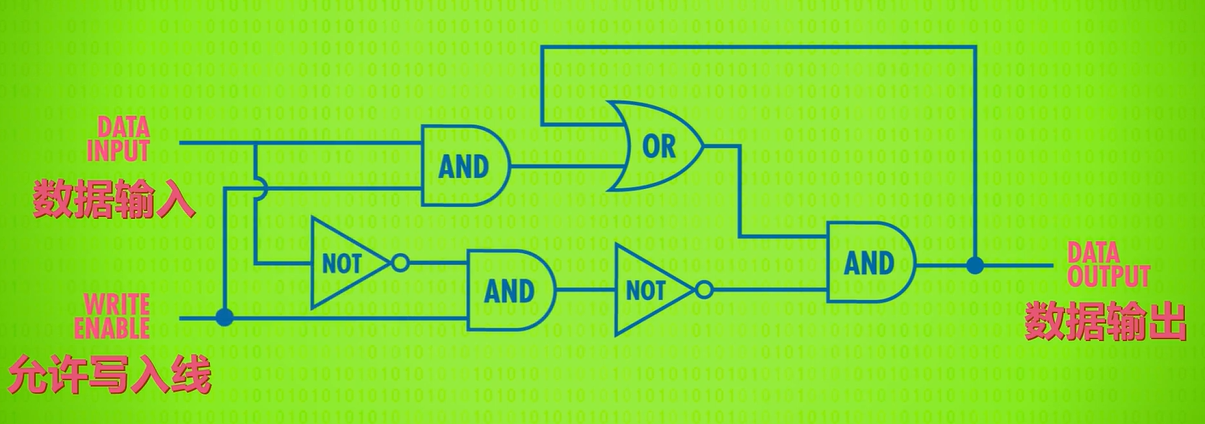 DATA
INPUT
数据输入
AND
OR
NOT
AND
NOT
AND
DATA
OUTPUT
数据输出
WRITE
ENABLE
允许写入线